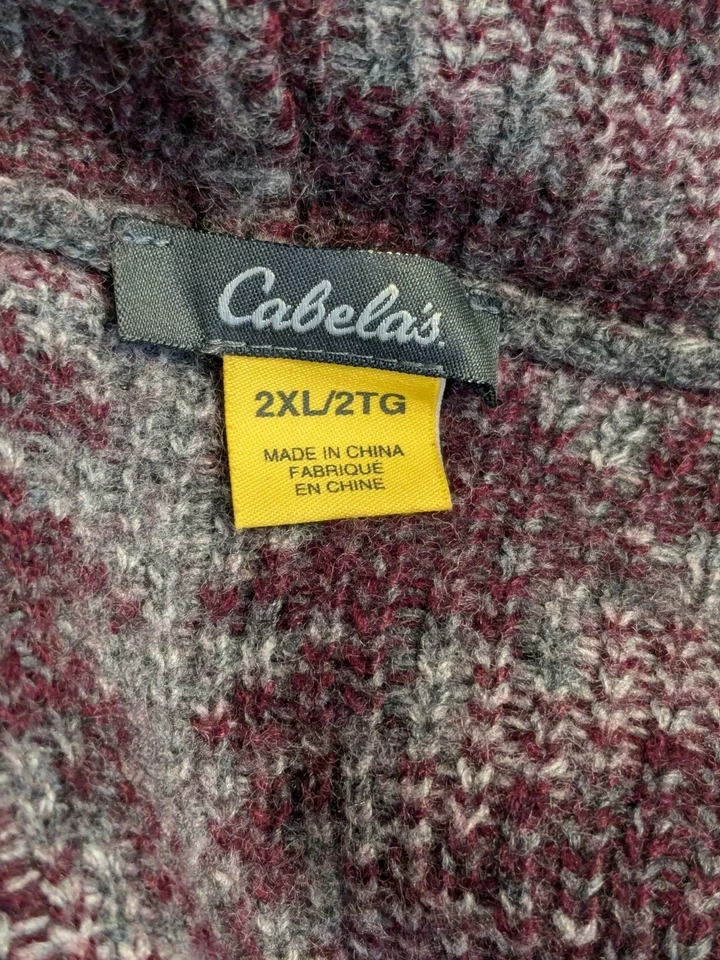 Cabela's.
2XL/2TG
MADE IN CHINA
FABRIQUÉ
EN CHINE